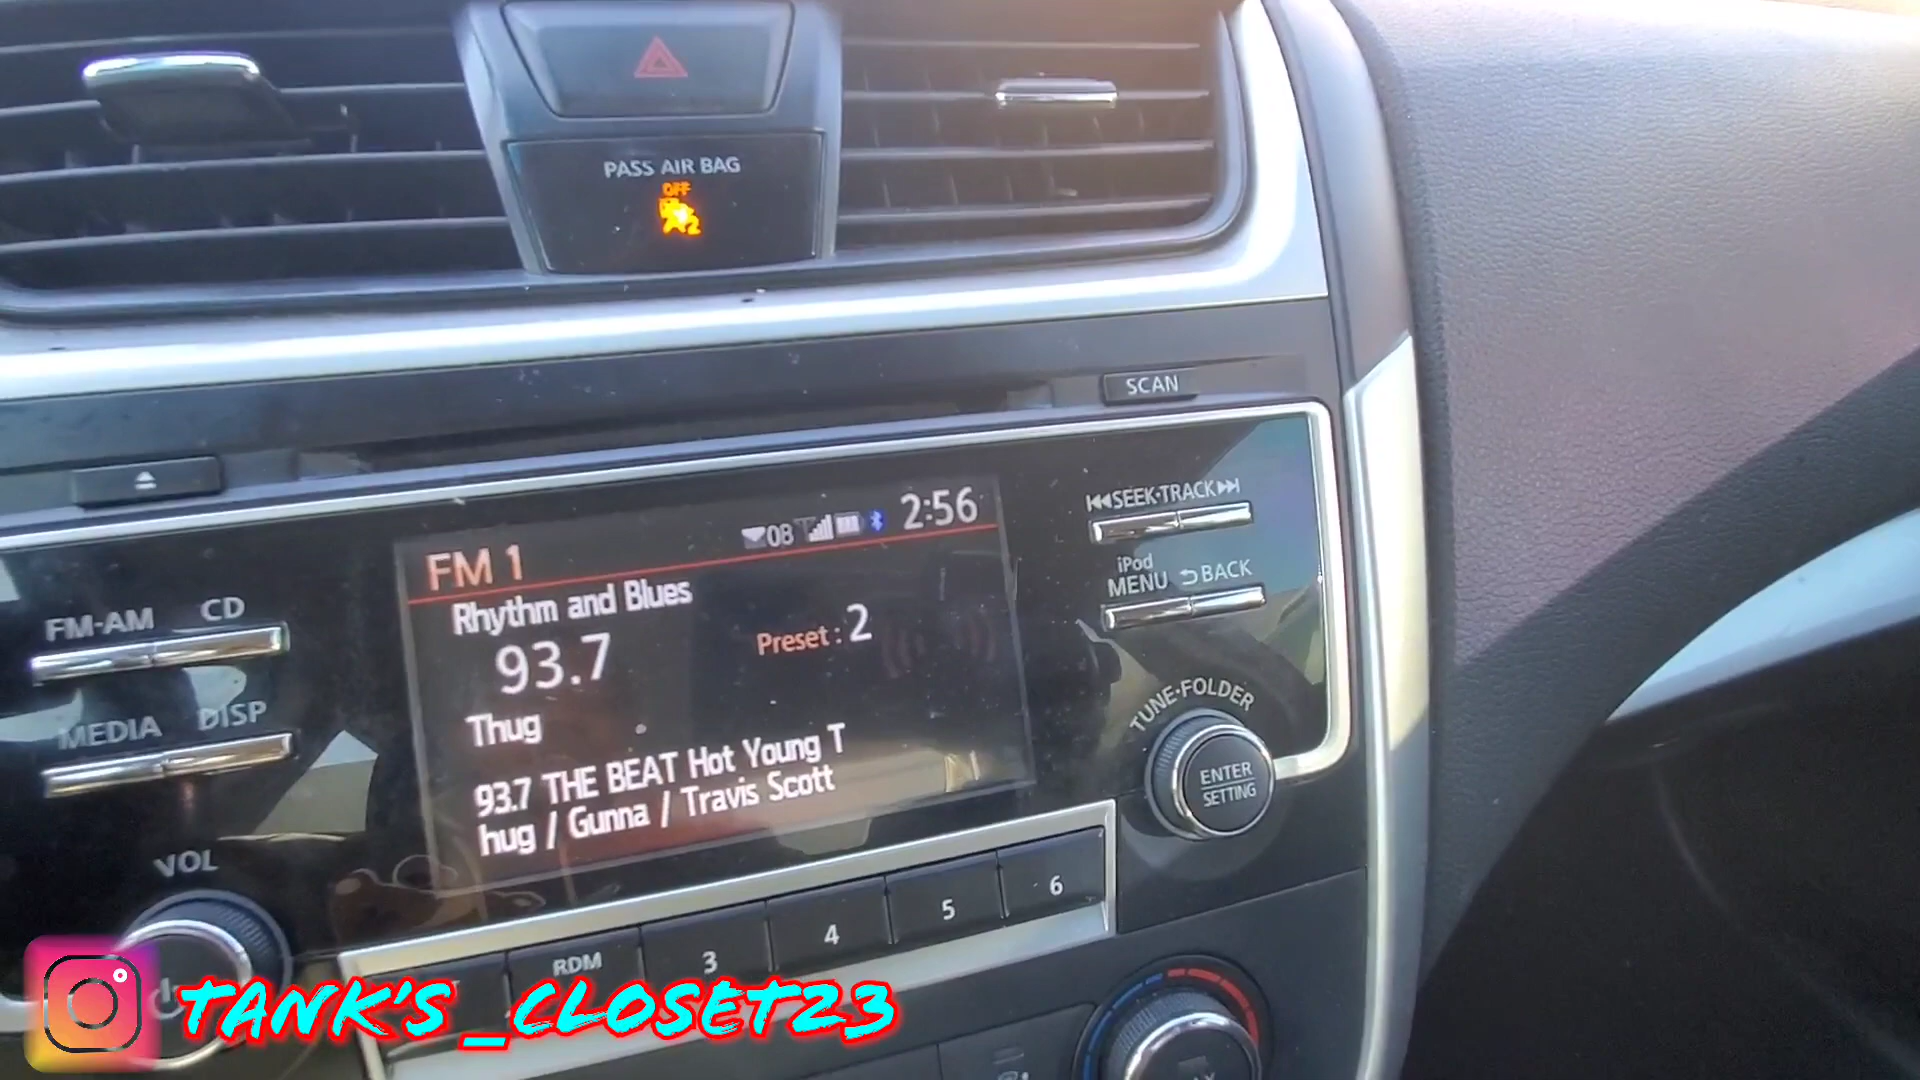 PASS AIR BAG
OFF
2
SCAN
SEEK·TRACK
iPod
MENU BACK
FM-AM CD
FM 1
08 2:56
Rhythm and Blues
93.7
Preset : 2
Thug
93.7 THE BEAT Hot Young T
hug / Gunna / Travis Scott
MEDIA DISP
TUNE·FOLDER
ENTER
SETTING
VOL
RDM
3
4
5
6
TANK'S_CLOSET23